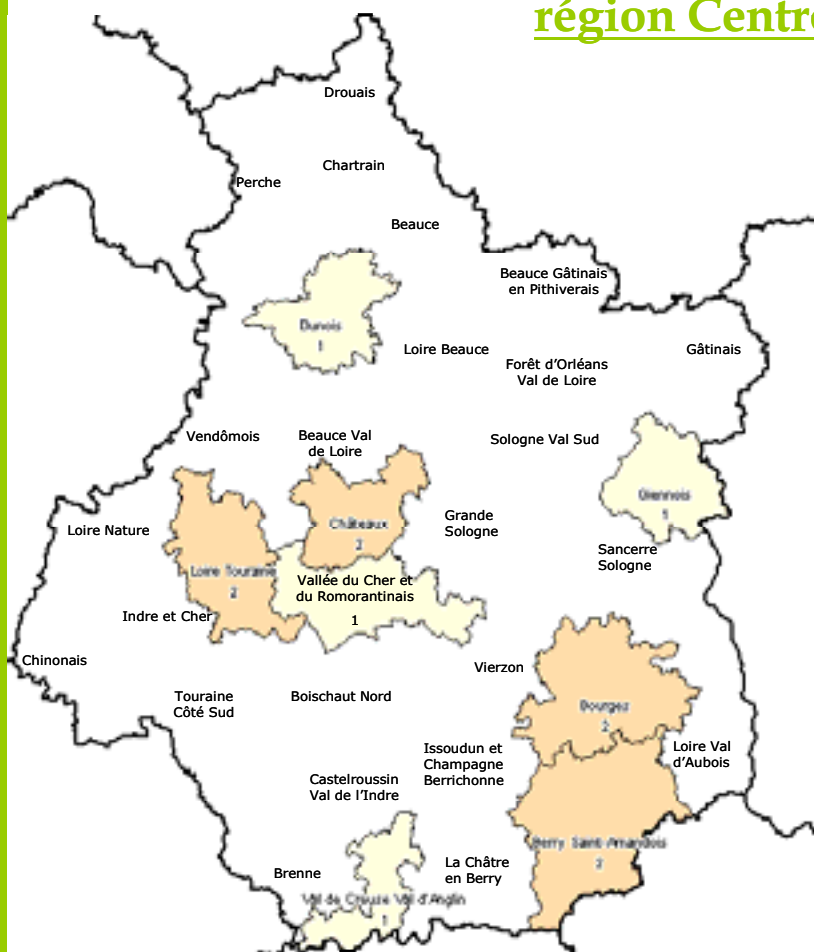 région Centre
Drouais
Chartrain
Perche
Beauce
Beauce Gâtinais
en Pithiverais
Dunois
1
Loire Beauce
Gâtinais
Forêt d'Orléans
Val de Loire
Vendômois
Beauce Val
de Loire
Sologne Val Sud
Giennois
1
Loire Nature
Châteaux
2
Grande
Sologne
Sancerre
Sologne
Loire Touraine
2
Vallée du Cher et
du Romorantinais
1
Indre et Cher
Chinonais
Vierzon
Touraine
Côté Sud
Boischaut Nord
Bourges
2
Issoudun et
Champagne
Berrichonne
Loire Val
d'Aubois
Castelroussin
Val de l'Indre
Berry Saint-Amandois
2
La Châtre
en Berry
Brenne
Val de Creuse Val d'Anglin
1